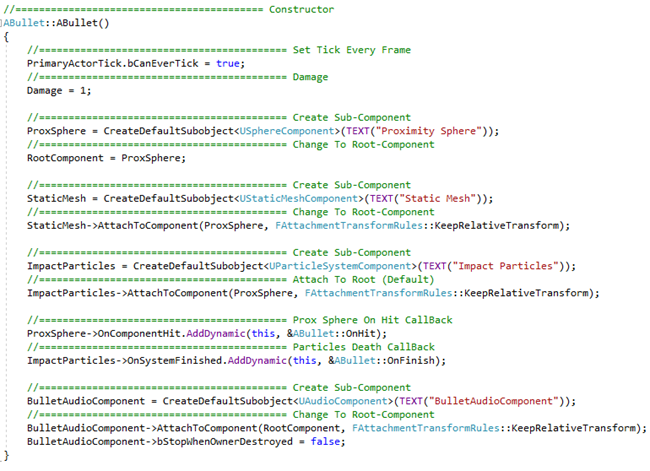 //========================================= Constructor
ABullet::ABullet()
{
//========================================= Set Tick Every Frame
PrimaryActorTick.bCanEverTick = true;
//========================================= Damage
Damage = 1;
//========================================= Create Sub-Component
ProxSphere = CreateDefaultSubobject<USphereComponent>(TEXT("Proximity Sphere"));
//========================================= Change To Root-Component
RootComponent = ProxSphere;
//========================================= Create Sub-Component
StaticMesh = CreateDefaultSubobject<UStaticMeshComponent>(TEXT("Static Mesh"));
//========================================= Change To Root-Component
StaticMesh->AttachToComponent(ProxSphere, FAttachmentTransformRules::KeepRelativeTransform);
//========================================= Create Sub-Component
ImpactParticles = CreateDefaultSubobject<UParticleSystemComponent>(TEXT("Impact Particles"));
//========================================= Attach To Root (Default)
ImpactParticles->AttachToComponent(ProxSphere, FAttachmentTransformRules::KeepRelativeTransform);
//========================================= Prox Sphere On Hit CallBack
ProxSphere->OnComponentHit.AddDynamic(this, &ABullet::OnHit);
//========================================= Particles Death CallBack
ImpactParticles->OnSystemFinished.AddDynamic(this, &ABullet::OnFinish);
//========================================= Create Sub-Component
BulletAudioComponent = CreateDefaultSubobject<UAudioComponent>(TEXT("BulletAudioComponent"));
//========================================= Change To Root-Component
BulletAudioComponent->AttachToComponent(RootComponent, FAttachmentTransformRules::KeepRelativeTransform);
BulletAudioComponent->bStopWhenOwnerDestroyed = false;
}